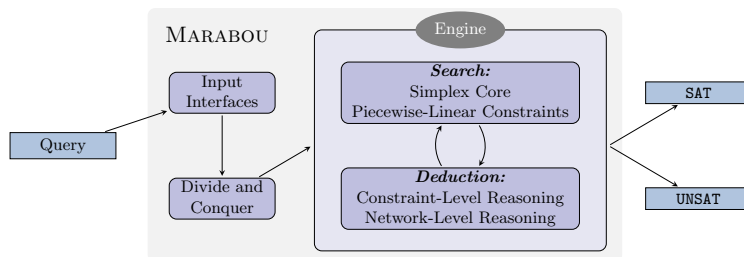 MARABOU
Engine
Input
Interfaces
Search:
Simplex Core
Piecewise-Linear Constraints
SAT
Query
Divide and
Conquer
Deduction:
Constraint-Level Reasoning
Network-Level Reasoning
UNSAT